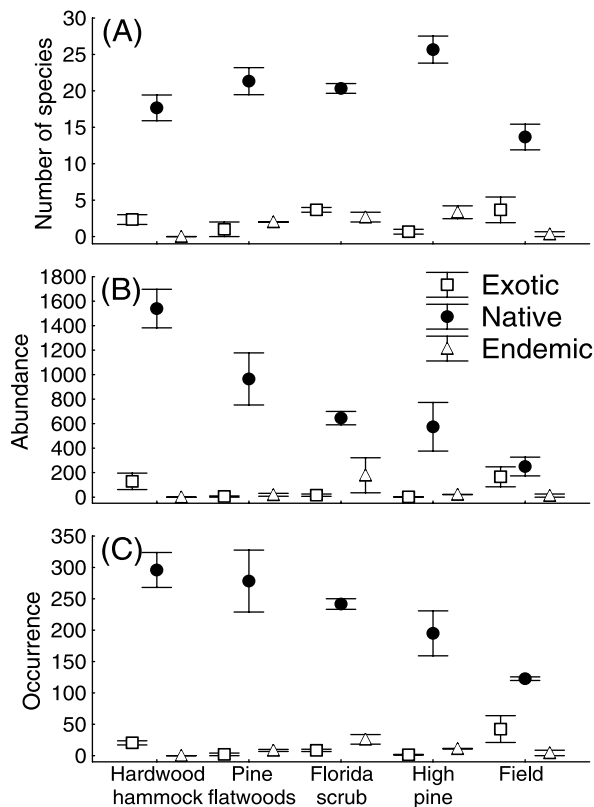 (A)
Number of species
30
25
20
15
10
5
0
(B)
Abundance
1800
1600
1400
1200
1000
800
600
400
200
0
Exotic
Native
Endemic
(C)
Occurrence
350
300
250
200
150
100
50
0
Hardwood hammock
Pine flatwoods
Florida scrub
High pine
Field